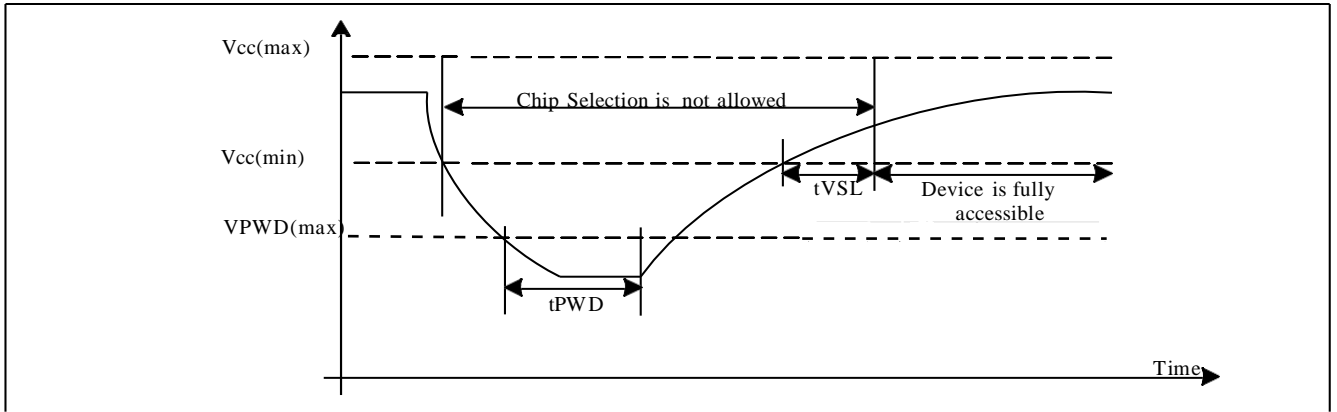 Vcc(max)
Chip Selection is not allowed
Vcc(min)
tVSL
Device is fully
accessible
VPWD(max)
tPWD
Time